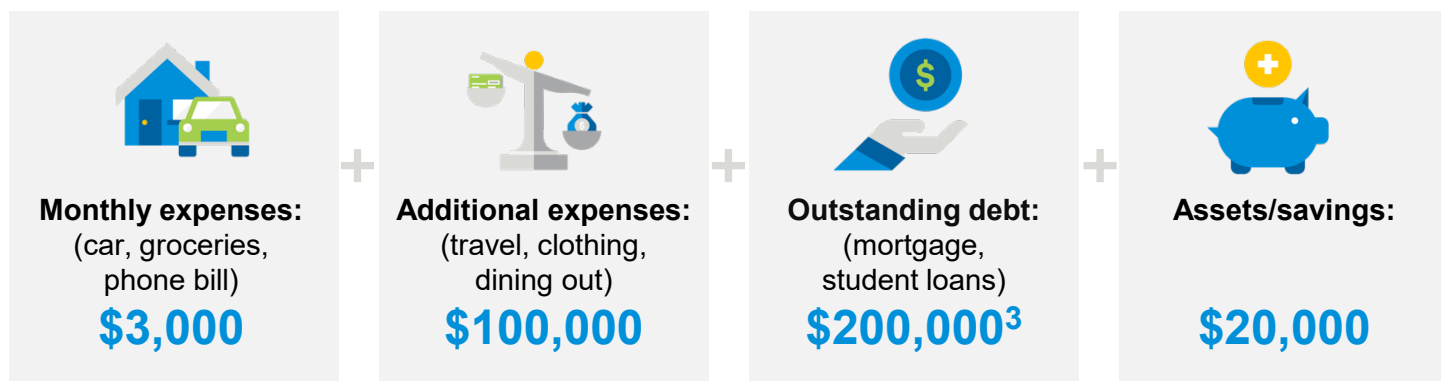 Monthly expenses:
(car, groceries,
phone bill)
$3,000
+
Additional expenses:
(travel, clothing,
dining out)
$100,000
+
Outstanding debt:
(mortgage,
student loans)
$200,000³
+
Assets/savings:
$20,000